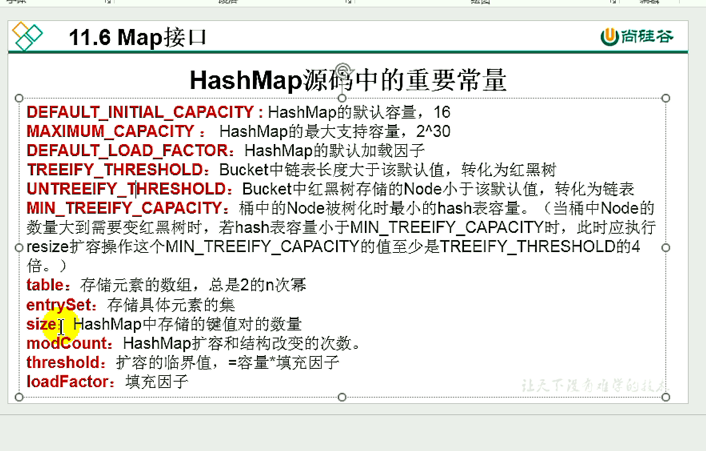 11.6 Map接口
尚硅谷
HashMap源码中的重要常量
DEFAULT_INITIAL_CAPACITY : HashMap的默认容量，16
MAXIMUM_CAPACITY ： HashMap的最大支持容量，2^30
DEFAULT_LOAD_FACTOR：HashMap的默认加载因子
TREEIFY_THRESHOLD：Bucket中链表长度大于该默认值，转化为红黑树
UNTREEIFY_THRESHOLD：Bucket中红黑树存储的Node小于该默认值，转化为链表
MIN_TREEIFY_CAPACITY：桶中的Node被树化时最小的hash表容量。（当桶中Node的
数量大到需要变红黑树时，若hash表容量小于MIN_TREEIFY_CAPACITY时，此时应执行
resize扩容操作这个MIN_TREEIFY_CAPACITY的值至少是TREEIFY_THRESHOLD的4
倍。）
table：存储元素的数组，总是2的n次幂
entrySet：存储具体元素的集
size：HashMap中存储的键值对的数量
modCount：HashMap扩容和结构改变的次数。
threshold：扩容的临界值，=容量*填充因子
loadFactor：填充因子
让天下没有难学的技术